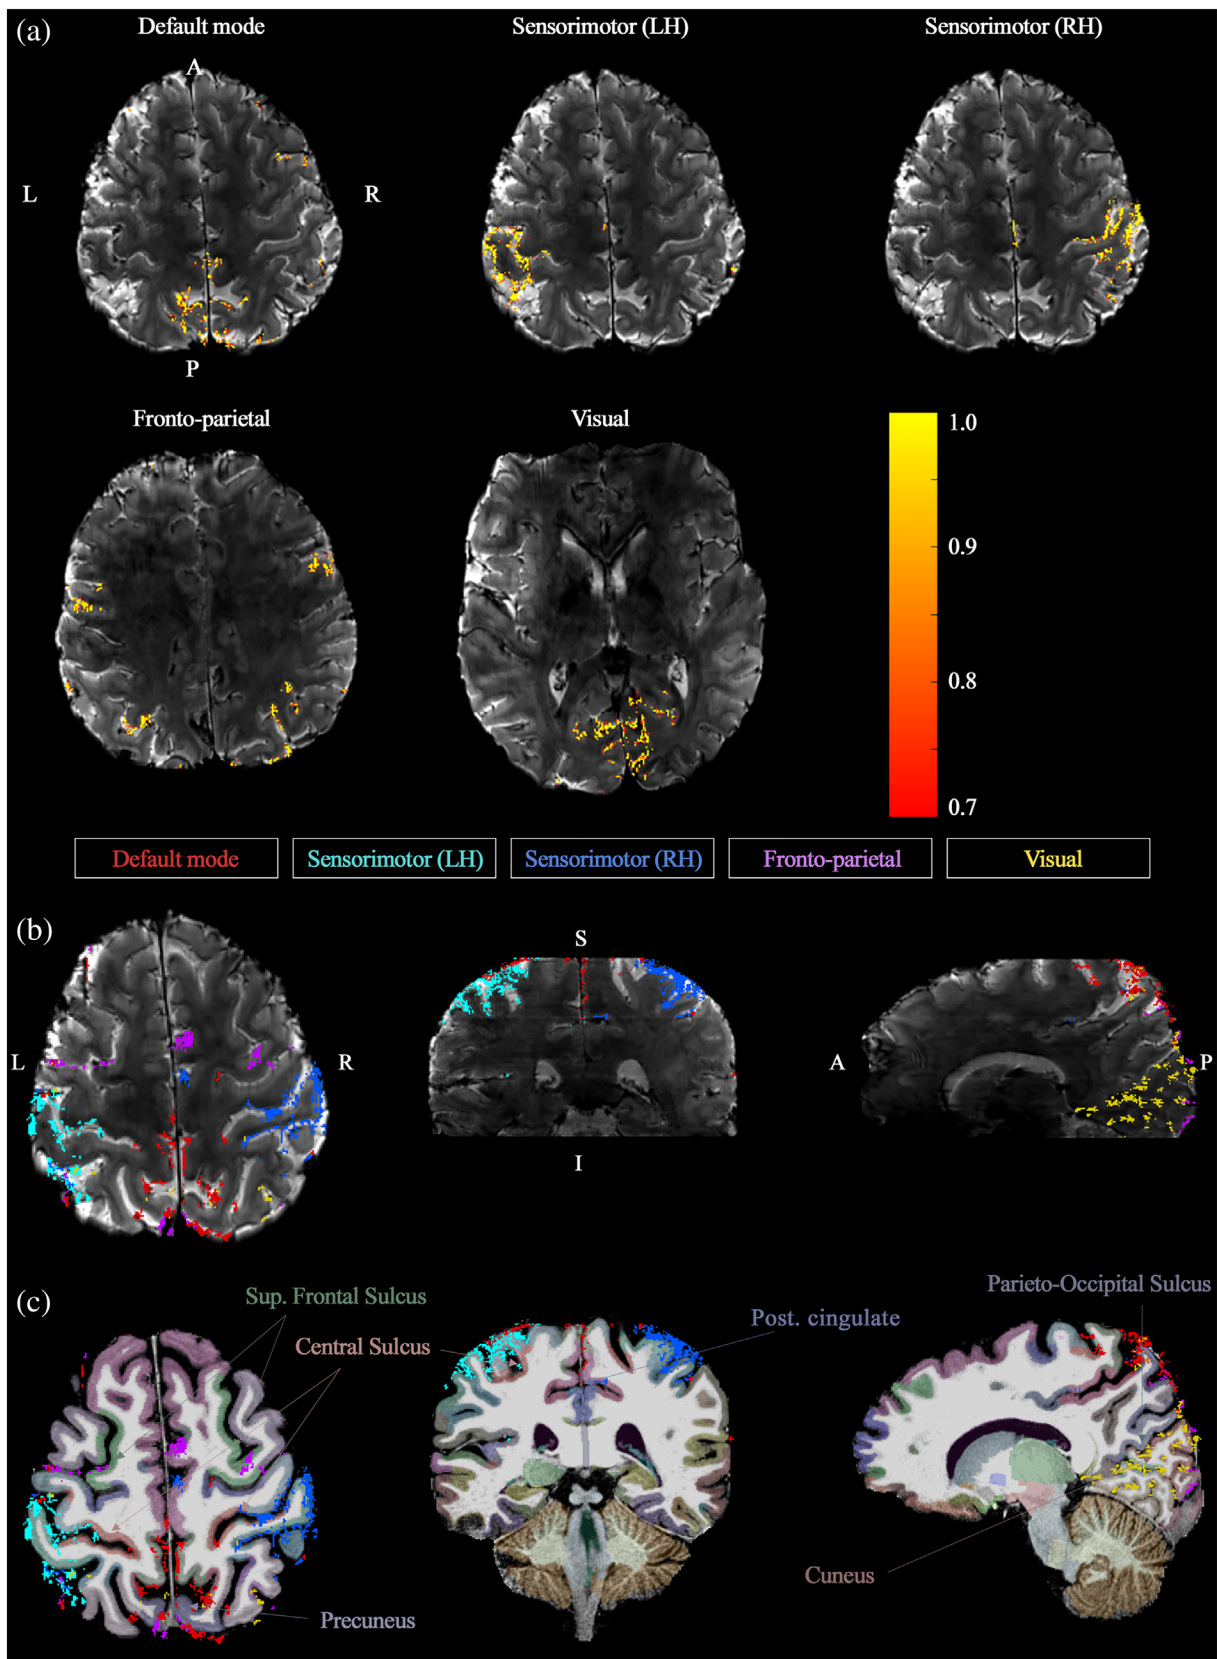 (a)
Default mode
Sensorimotor (LH)
Sensorimotor (RH)
A
L
R
P
Fronto-parietal
Visual
1.0
0.9
0.8
0.7
Default mode
Sensorimotor (LH)
Sensorimotor (RH)
Fronto-parietal
Visual
(b)
S
L
R
A
P
I
(c)
Sup. Frontal Sulcus
Parieto-Occipital Sulcus
Central Sulcus
Post. cingulate
Cuneus
Precuneus